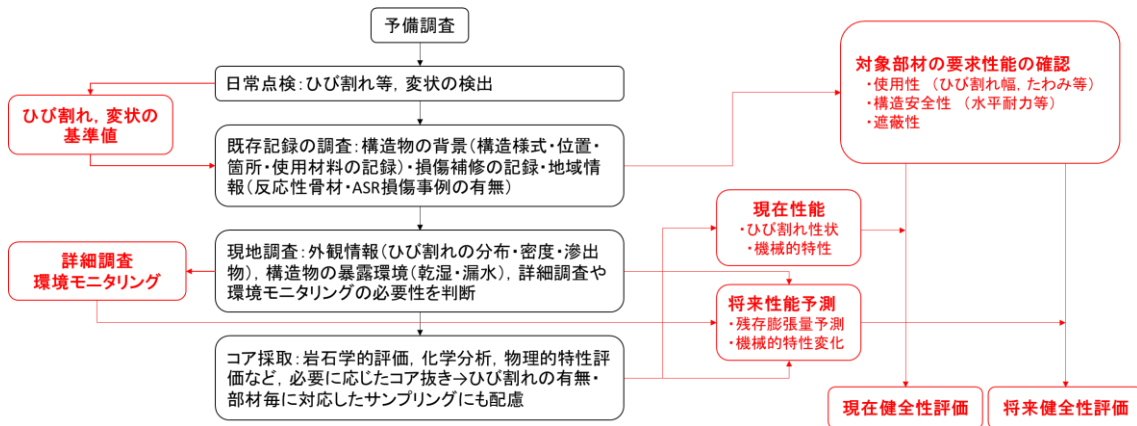 予備調査
日常点検：ひび割れ等，変状の検出
ひび割れ，変状の
基準値
既存記録の調査：構造物の背景（構造様式・位置・
箇所・使用材料の記録）・損傷補修の記録・地域情
報（反応性骨材・ASR損傷事例の有無）
対象部材の要求性能の確認
・使用性 （ひび割れ幅，たわみ等）
・構造安全性 （水平耐力等）
・遮蔽性
現地調査：外観情報（ひび割れの分布・密度・滲出
物），構造物の暴露環境（乾湿・漏水），詳細調査や
環境モニタリングの必要性を判断
詳細調査
環境モニタリング
現在性能
・ひび割れ性状
・機械的特性
将来性能予測
・残存膨張量予測
・機械的特性変化
コア採取：岩石学的評価，化学分析，物理的特性評
価など，必要に応じたコア抜き→ひび割れの有無・
部材毎に対応したサンプリングにも配慮
現在健全性評価
将来健全性評価